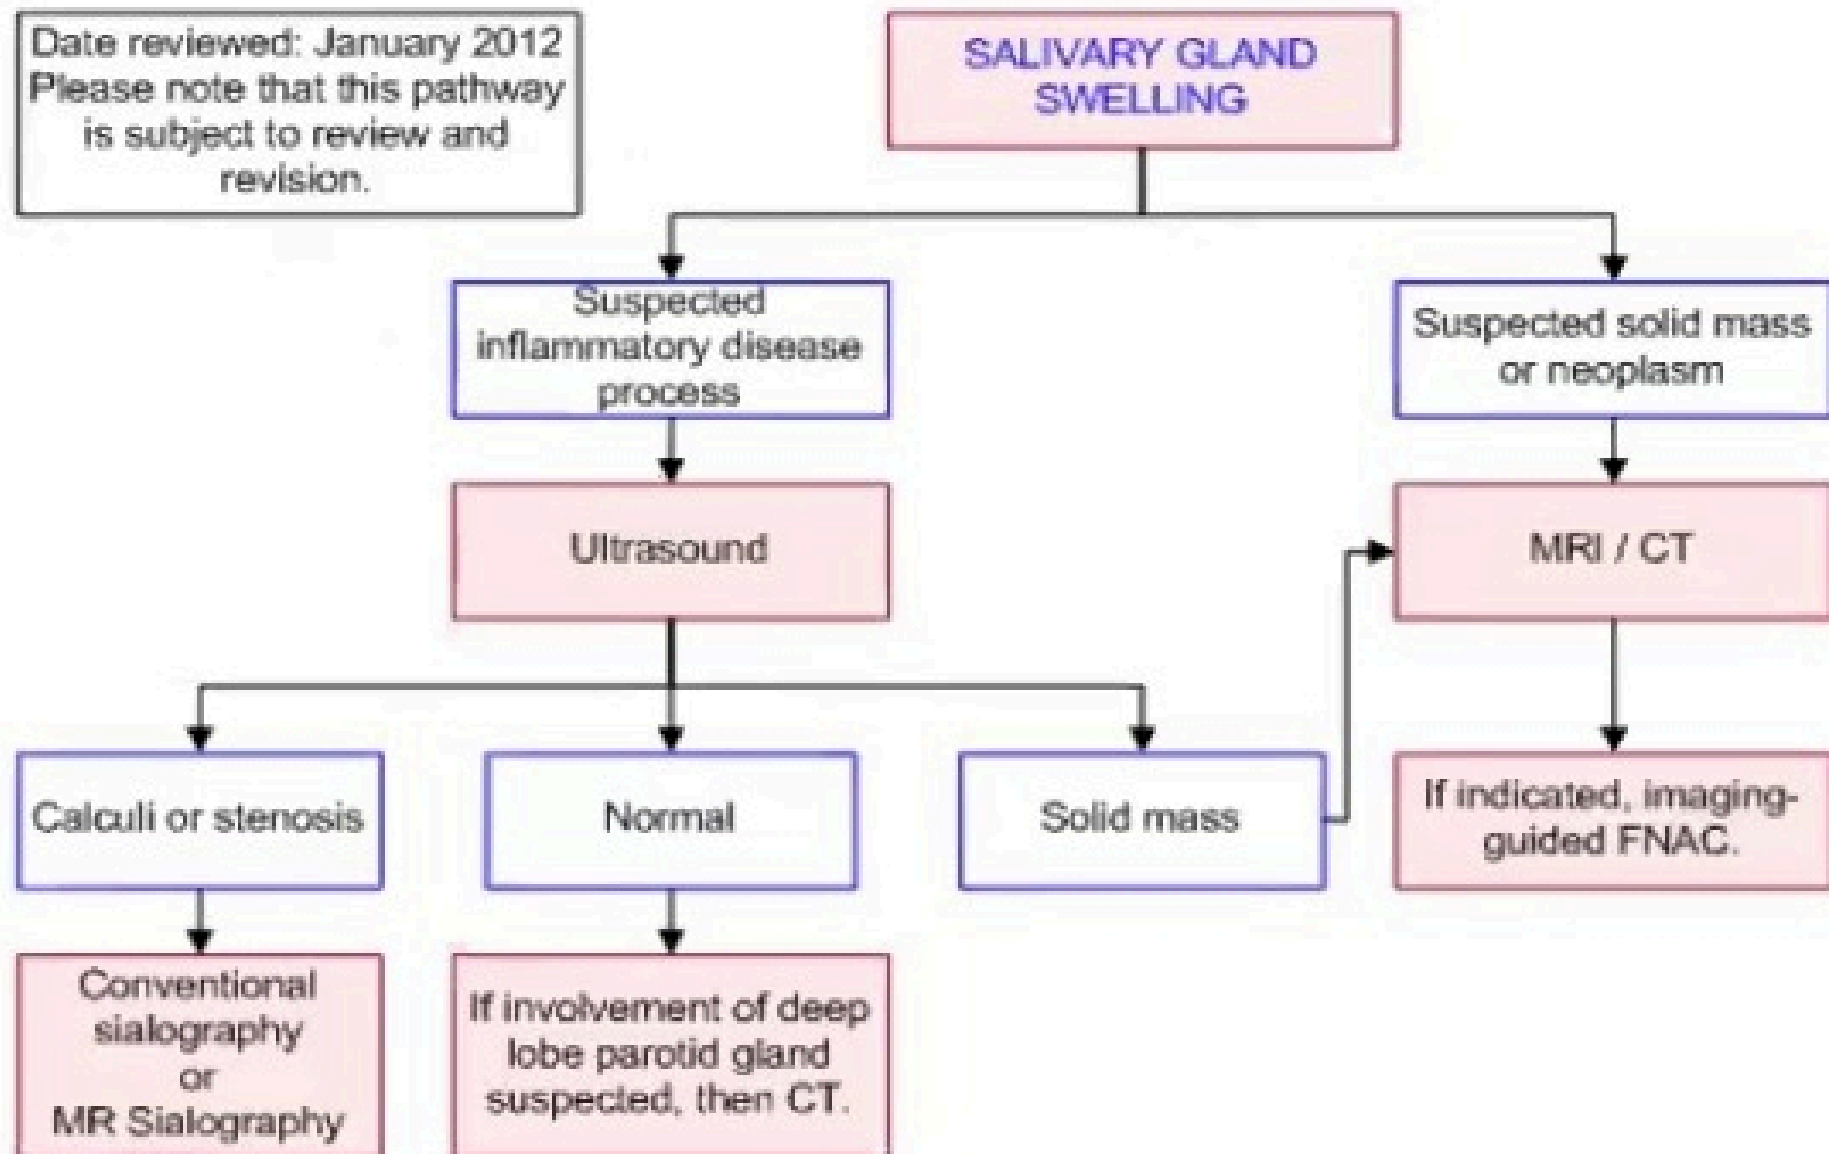 Date reviewed: January 2012
Please note that this pathway
is subject to review and
revision.
SALIVARY GLAND
SWELLING
Suspected
inflammatory disease
process
Suspected solid mass
or neoplasm
Ultrasound
MRI / CT
Calculi or stenosis
Normal
Solid mass
If indicated, imaging-
guided FNAC.
Conventional
sialography
or
MR Sialography
If involvement of deep
lobe parotid gland
suspected, then CT.